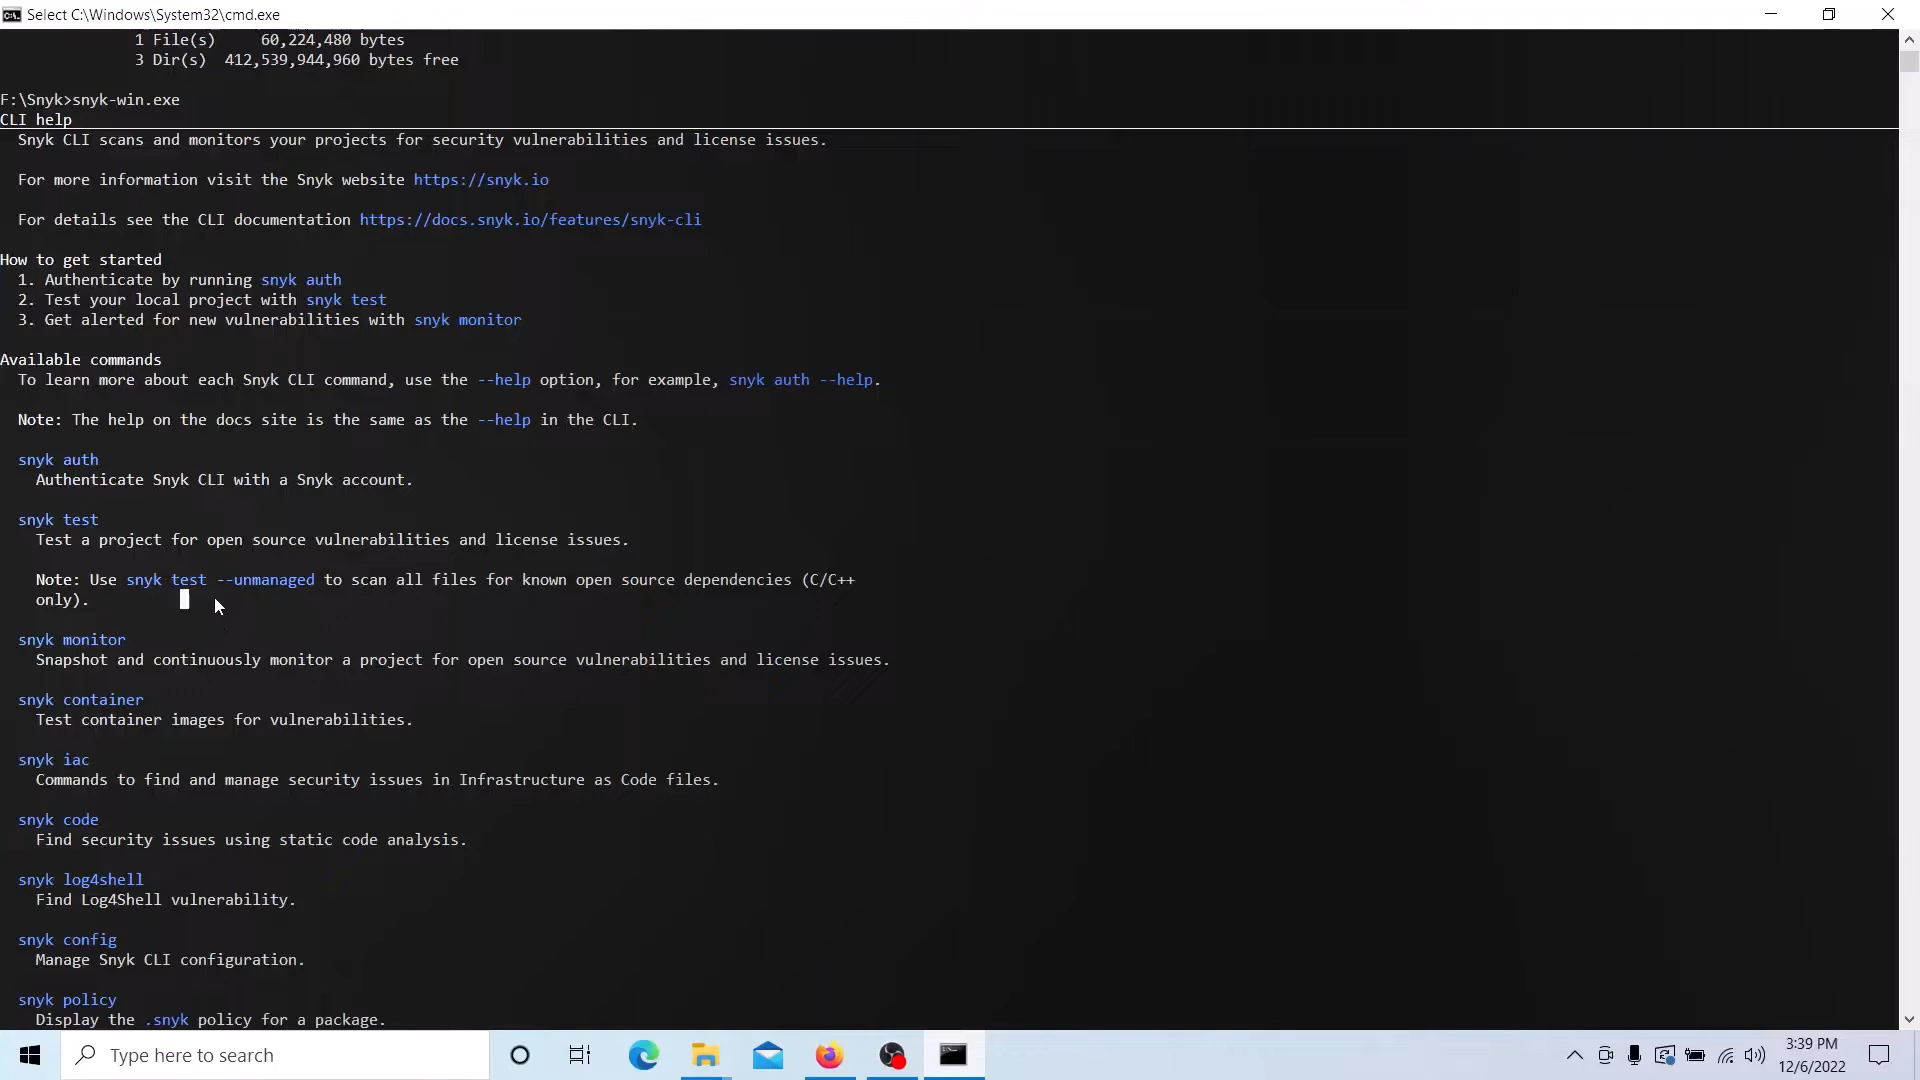 Select C:\Windows\System32\cmd.exe
1 File(s)     60,224,480 bytes
3 Dir(s)  412,539,944,960 bytes free
F:\Snyk>snyk-win.exe
CLI help
Snyk CLI scans and monitors your projects for security vulnerabilities and license issues.
For more information visit the Snyk website https://snyk.io
For details see the CLI documentation https://docs.snyk.io/features/snyk-cli
How to get started
1. Authenticate by running snyk auth
2. Test your local project with snyk test
3. Get alerted for new vulnerabilities with snyk monitor
Available commands
To learn more about each Snyk CLI command, use the --help option, for example, snyk auth --help.
Note: The help on the docs site is the same as the --help in the CLI.
snyk auth
Authenticate Snyk CLI with a Snyk account.
snyk test
Test a project for open source vulnerabilities and license issues.
Note: Use snyk test --unmanaged to scan all files for known open source dependencies (C/C++
only).
snyk monitor
Snapshot and continuously monitor a project for open source vulnerabilities and license issues.
snyk container
Test container images for vulnerabilities.
snyk iac
Commands to find and manage security issues in Infrastructure as Code files.
snyk code
Find security issues using static code analysis.
snyk log4shell
Find Log4Shell vulnerability.
snyk config
Manage Snyk CLI configuration.
snyk policy
Display the .snyk policy for a package.
Type here to search
3:39 PM
12/6/2022